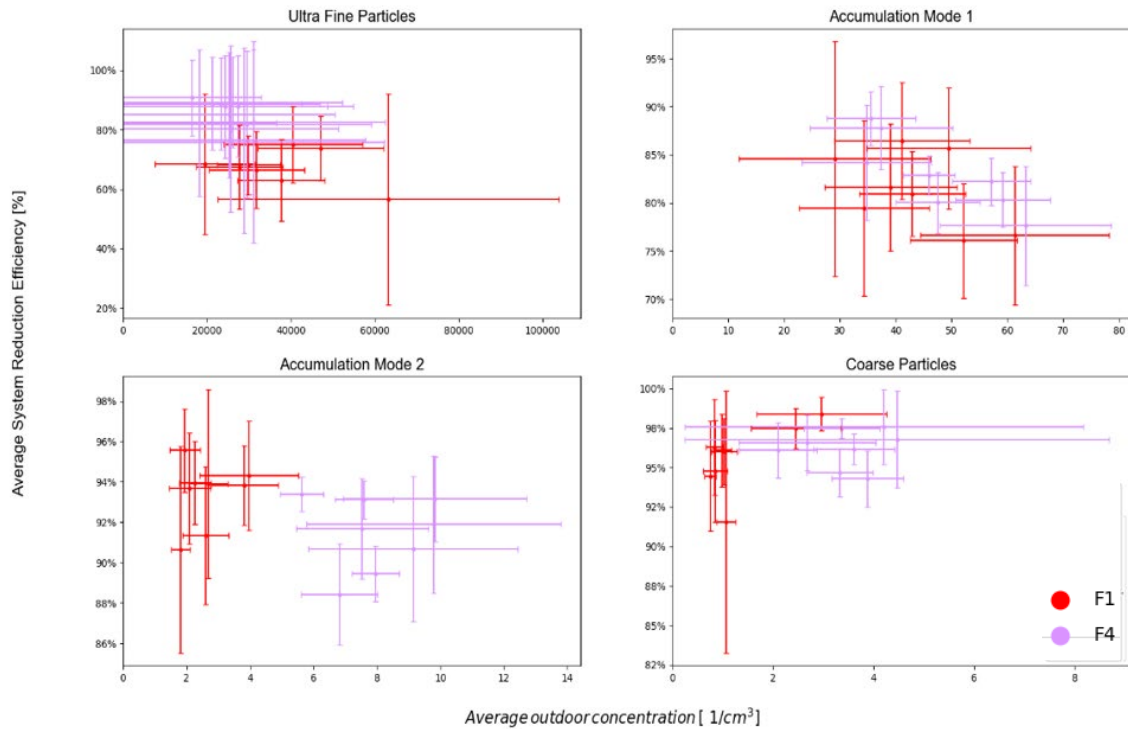 Ultra Fine Particles
100%
80%
60%
40%
20%
0 20000 40000 60000 80000 100000
Accumulation Mode 1
95%
90%
85%
80%
75%
70%
0 10 20 30 40 50 60 70 80
Average System Reduction Efficiency [%]
Accumulation Mode 2
98%
96%
94%
92%
90%
88%
86%
0 2 4 6 8 10 12 14
Coarse Particles
100%
98%
95%
92%
90%
88%
85%
82%
0 2 4 6 8
F1
F4
Average outdoor concentration [ 1/cm³]